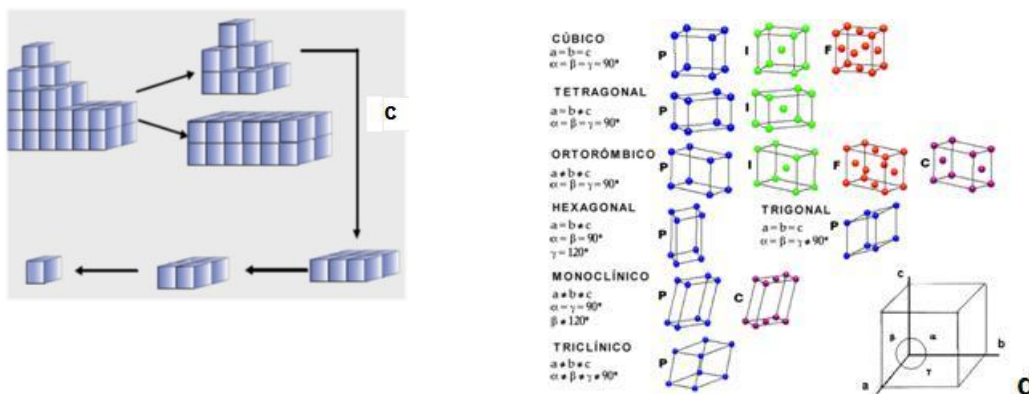 C
CÚBICO
a = b = c
α = β = γ = 90°
P
I
F
TETRAGONAL
a = b ≠ c
α = β = γ = 90°
P
I
ORTORÓMBICO
a ≠ b ≠ c
α = β = γ = 90°
P
I
F
C
HEXAGONAL
a = b ≠ c
α = β = 90°
γ = 120°
P
TRIGONAL
a = b = c
α = β = γ ≠ 90°
P
MONOCLÍNICO
a ≠ b ≠ c
α = γ = 90°
β ≠ 120°
P
C
TRICLÍNICO
a ≠ b ≠ c
α ≠ β ≠ γ ≠ 90°
P
c
β
α
b
γ
a